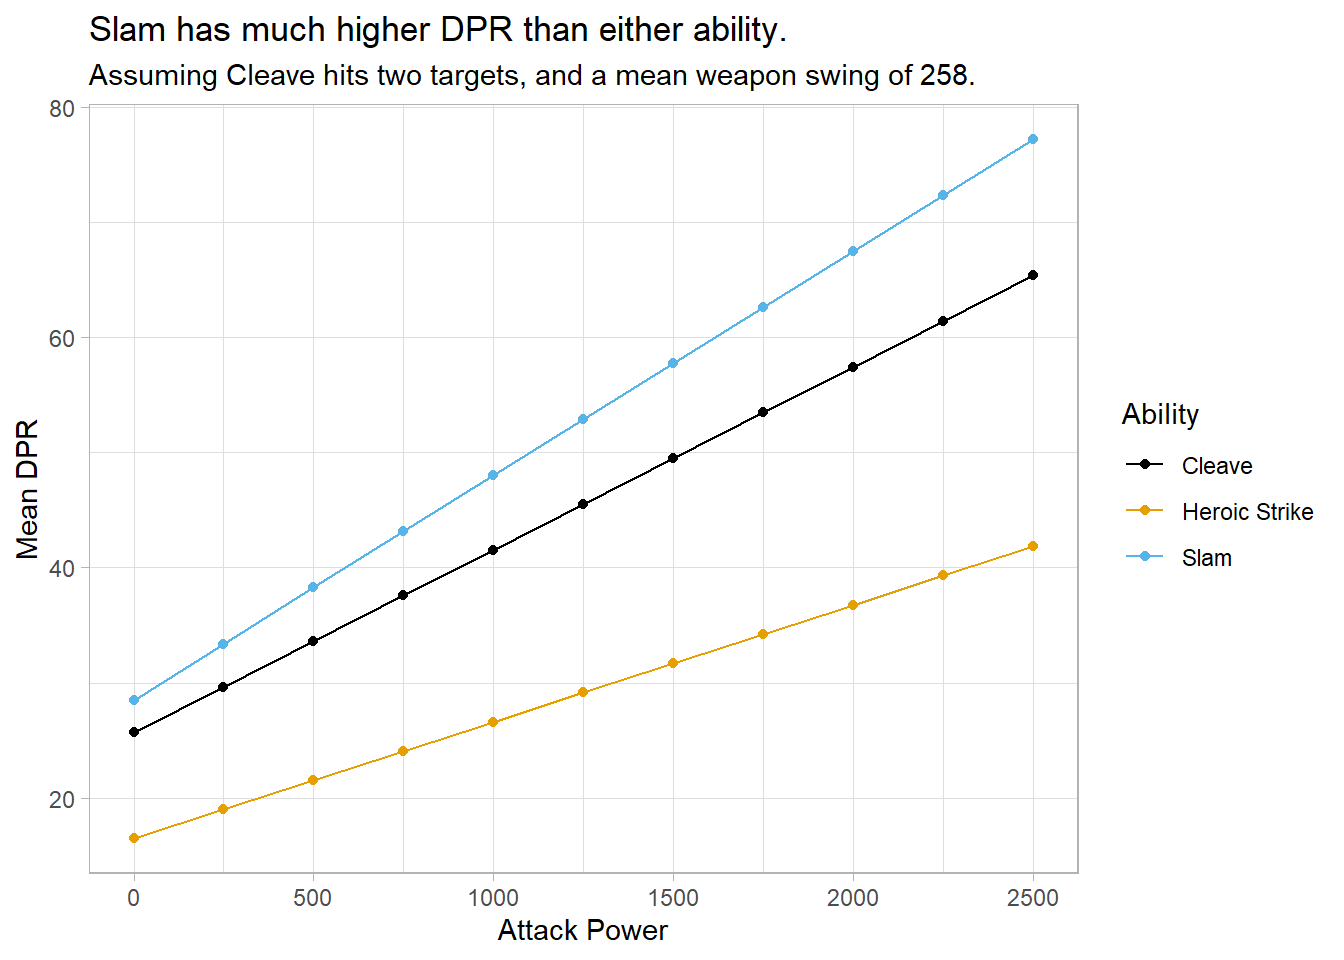 Slam has much higher DPR than either ability.
Assuming Cleave hits two targets, and a mean weapon swing of 258.
80
60
40
20
Mean DPR
0 500 1000 1500 2000 2500
Attack Power
Ability
Cleave
Heroic Strike
Slam